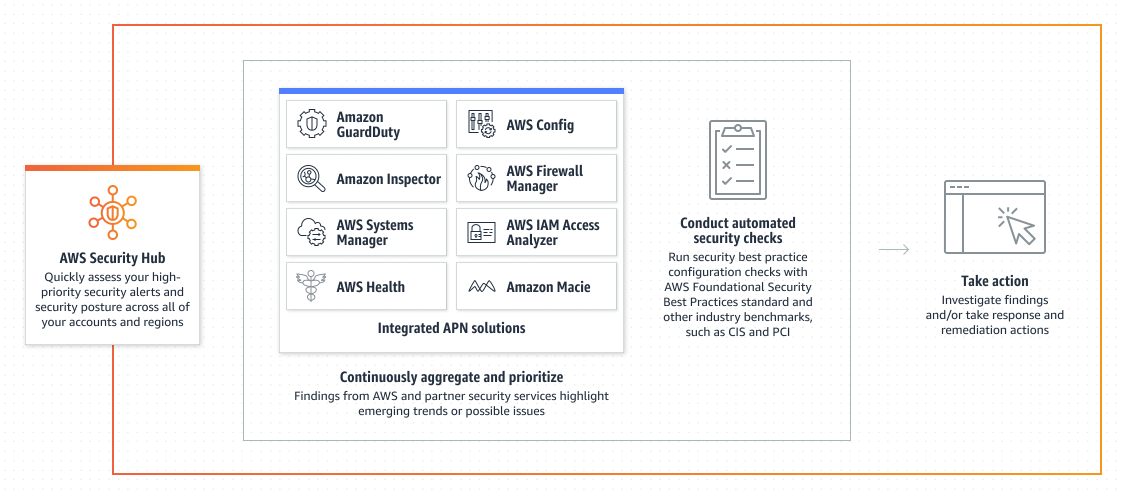 AWS Security Hub
Quickly assess your high-
priority security alerts and
security posture across all of
your accounts and regions
Amazon
GuardDuty
AWS Config
Amazon Inspector
AWS Firewall
Manager
AWS Systems
Manager
AWS IAM Access
Analyzer
AWS Health
Amazon Macie
Integrated APN solutions
Continuously aggregate and prioritize
Findings from AWS and partner security services highlight
emerging trends or possible issues
Conduct automated
security checks
Run security best practice
configuration checks with
AWS Foundational Security
Best Practices standard and
other industry benchmarks,
such as CIS and PCI
Take action
Investigate findings
and/or take response and
remediation actions